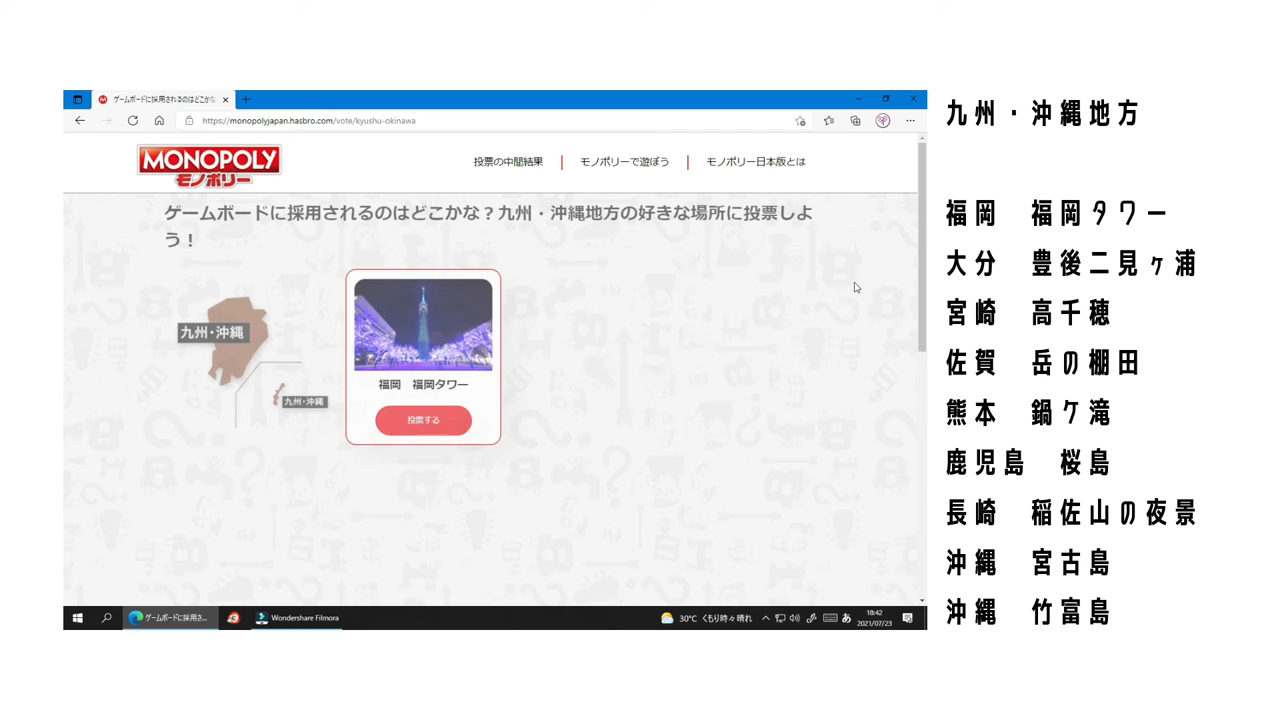 ゲームボードに採用されるのはどこかな
https://monopolyjapan.hasbro.com/vote/kyushu-okinawa
MONOPOLY
モノポリー
投票の中間結果
モノポリーで遊ぼう
モノポリー日本版とは
ゲームボードに採用されるのはどこかな？九州・沖縄地方の好きな場所に投票しよ
う！
九州・沖縄
九州・沖縄
福岡　福岡タワー
投票する
ゲームボードに採用さ...
Wondershare Filmora
30°C くもり時々晴れ
あ
18:42
2021/07/23
九州・沖縄地方
福岡　福岡タワー
大分　豊後二見ヶ浦
宮崎　高千穂
佐賀　岳の棚田
熊本　鍋ケ滝
鹿児島　桜島
長崎　稲佐山の夜景
沖縄　宮古島
沖縄　竹富島